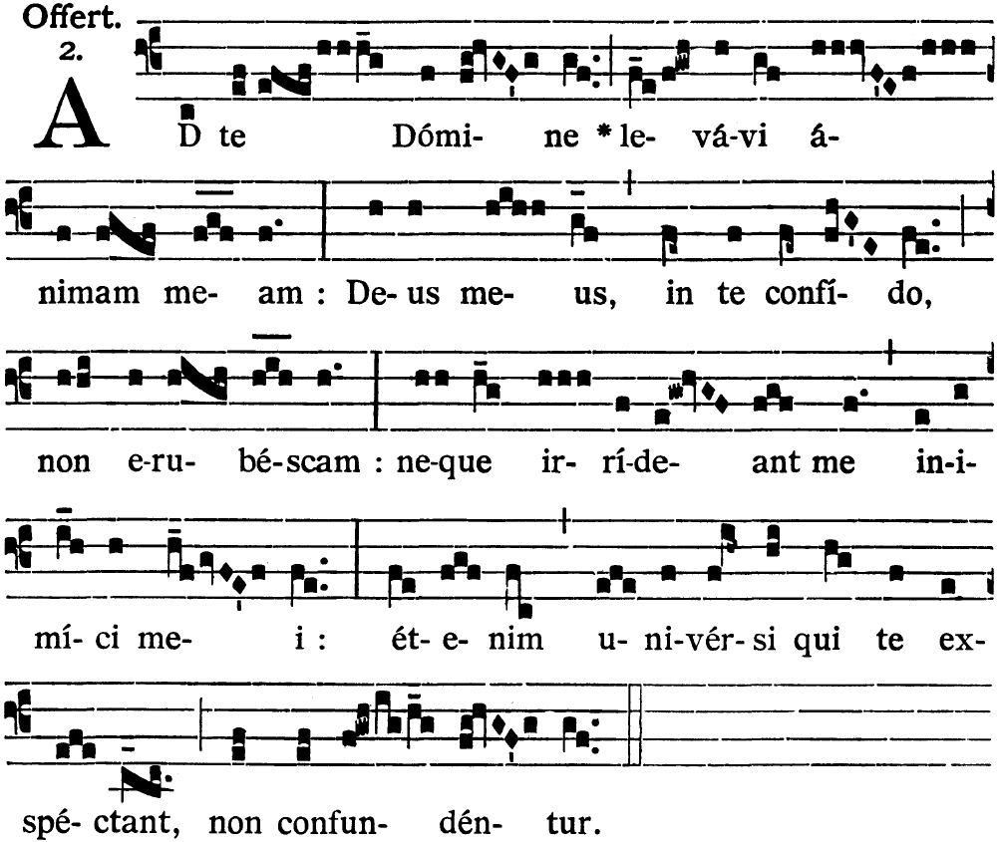 Offert.
2.
AD te Dómi- ne * le- vá-vi á-
nimam me- am : De- us me- us, in te confí- do,
non e-ru- bé-scam : ne-que ir- rí-de- ant me in-i-
mí- ci me- i : ét- e- nim u- ni-vér- si qui te ex-
spé- ctant, non confun- dén- tur.